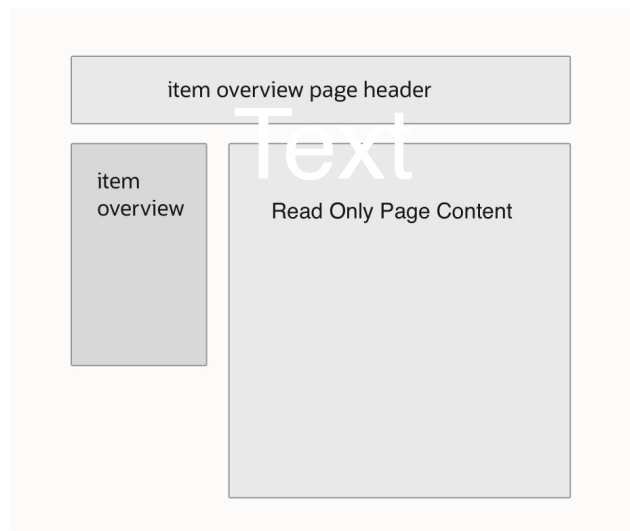 item overview page header
Text
item
overview
Read Only Page Content